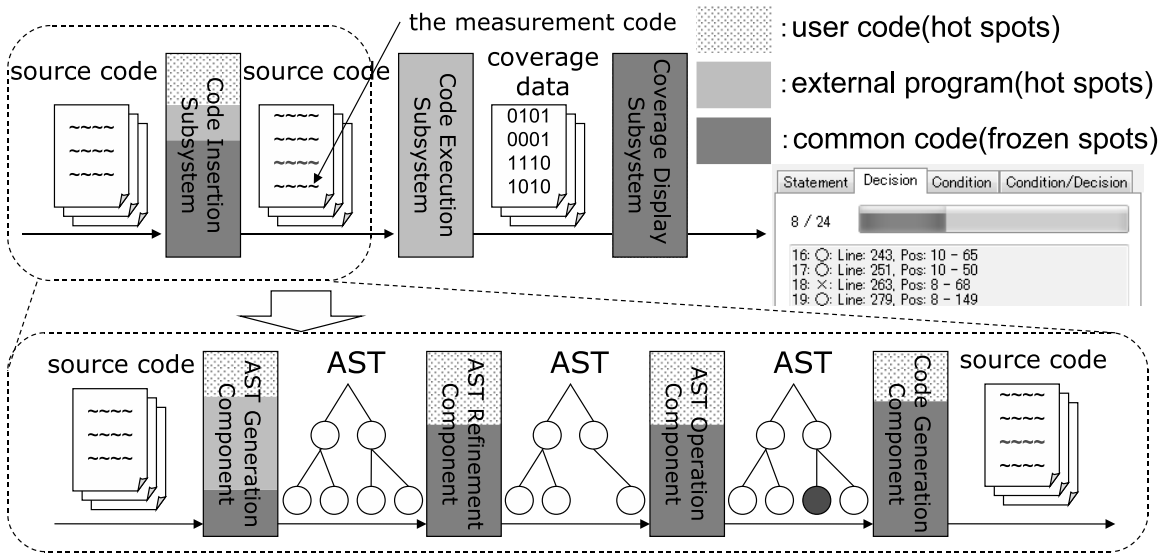 the measurement code
source code
Code Insertion
Subsystem
source code
~~~~
~~~~
~~~~
~~~~
~~~~
~~~~
~~~~
~~~~
Code Execution
Subsystem
coverage
data
0101
0001
1110
1010
Coverage Display
Subsystem
: user code(hot spots)
: external program(hot spots)
: common code(frozen spots)
Statement Decision Condition Condition/Decision
8 / 24
16: ○: Line: 243, Pos: 10 - 65
17: ○: Line: 251, Pos: 10 - 50
18: ×: Line: 263, Pos: 8 - 68
19: ○: Line: 279, Pos: 8 - 149
source code
~~~~
~~~~
~~~~
~~~~
AST Generation
Component
AST
AST Refinement
Component
AST
AST Operation
Component
AST
Code Generation
Component
source code
~~~~
~~~~
~~~~
~~~~